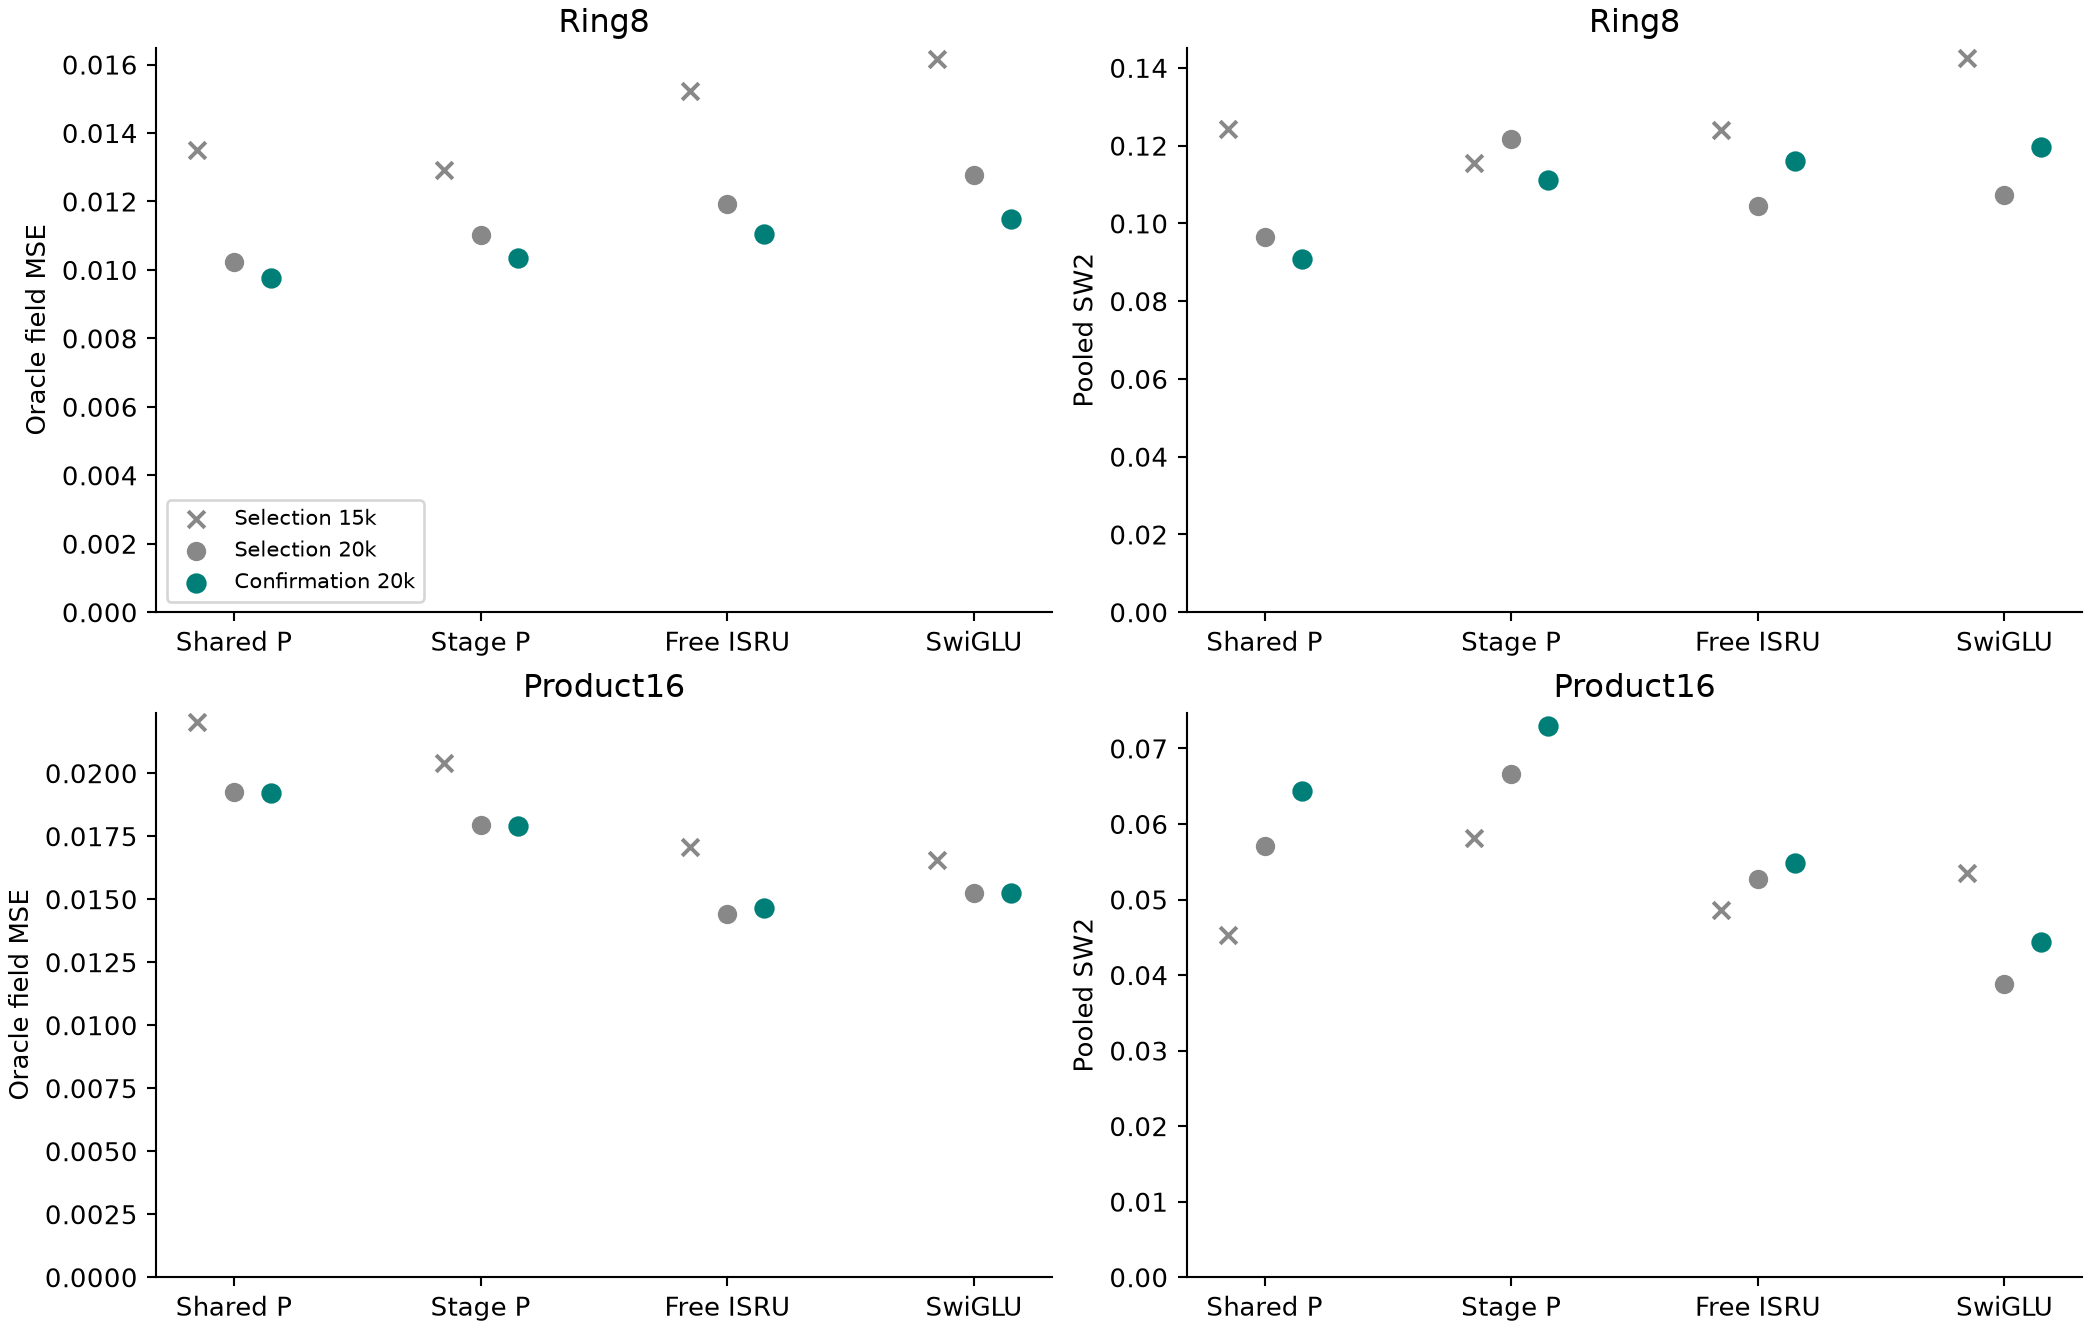 Ring8
Oracle field MSE
0.016
0.014
0.012
0.010
0.008
0.006
0.004
0.002
0.000
Selection 15k
Selection 20k
Confirmation 20k
Shared P Stage P Free ISRU SwiGLU
Ring8
Pooled SW2
0.14
0.12
0.10
0.08
0.06
0.04
0.02
0.00
Shared P Stage P Free ISRU SwiGLU
Product16
Oracle field MSE
0.0200
0.0175
0.0150
0.0125
0.0100
0.0075
0.0050
0.0025
0.0000
Shared P Stage P Free ISRU SwiGLU
Product16
Pooled SW2
0.07
0.06
0.05
0.04
0.03
0.02
0.01
0.00
Shared P Stage P Free ISRU SwiGLU